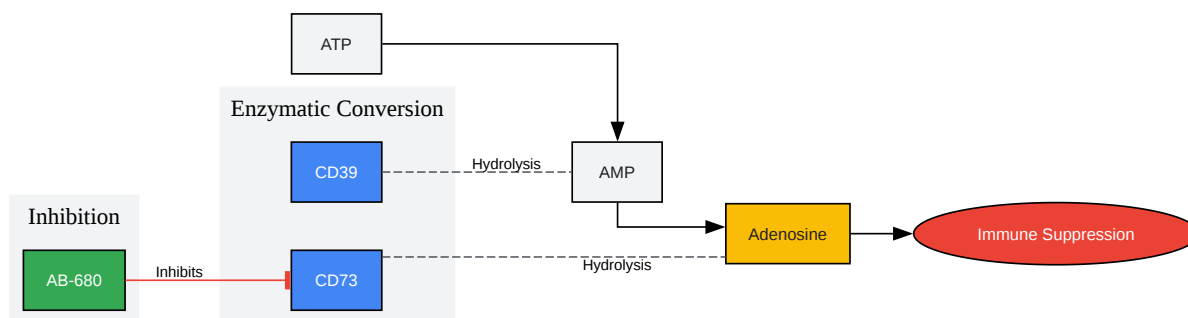 ATP
Enzymatic Conversion
CD39
Hydrolysis
AMP
Inhibition
AB-680
Inhibits
CD73
Hydrolysis
Adenosine
Immune Suppression